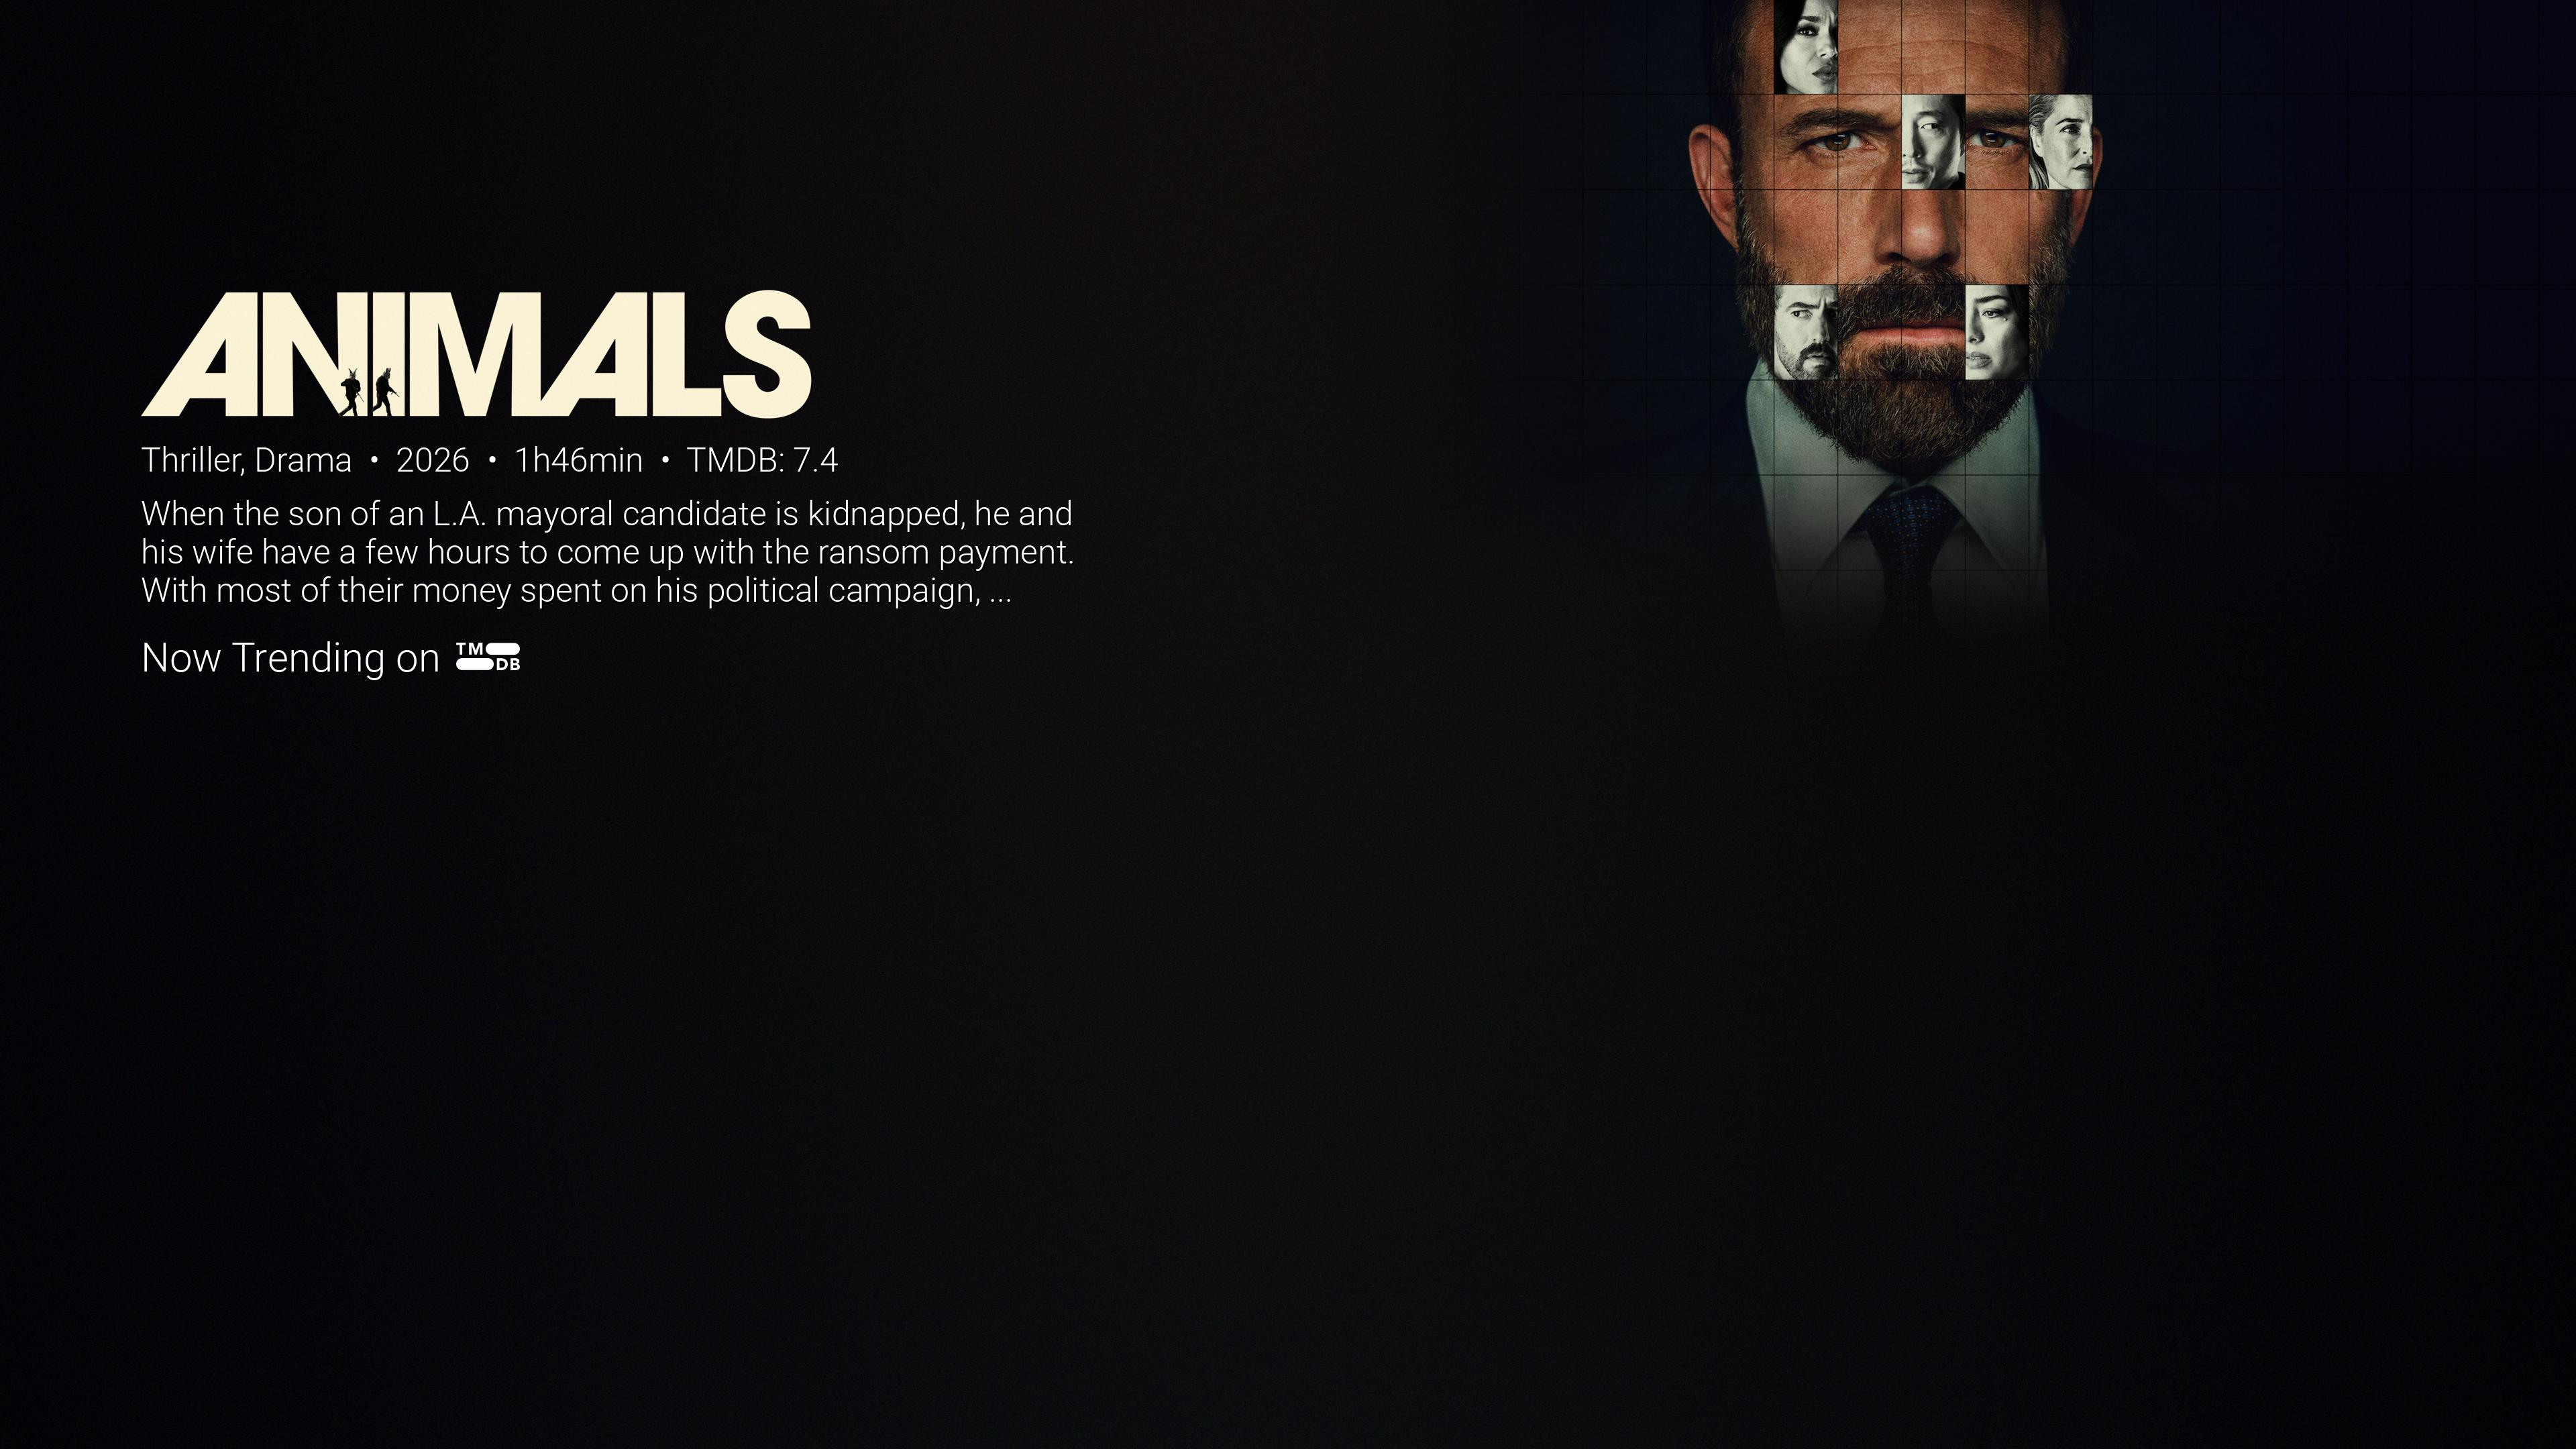 ANIMALS
Thriller, Drama • 2026 • 1h46min • TMDB: 7.4
When the son of an L.A. mayoral candidate is kidnapped, he and
his wife have a few hours to come up with the ransom payment.
With most of their money spent on his political campaign, ...
Now Trending on TMDB